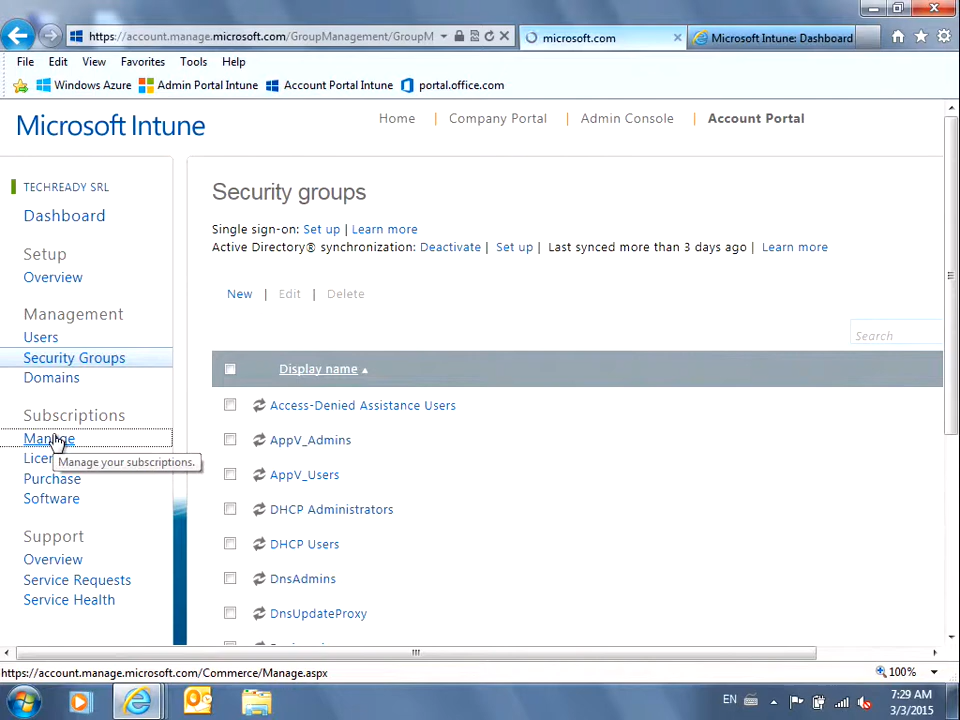 https://account.manage.microsoft.com/GroupManagement/GroupM
microsoft.com
Microsoft Intune: Dashboard
File Edit View Favorites Tools Help
Windows Azure Admin Portal Intune Account Portal Intune portal.office.com
Microsoft Intune
Home | Company Portal | Admin Console | Account Portal
TECHREADY SRL
Dashboard
Setup
Overview
Management
Users
Security Groups
Domains
Subscriptions
Manage
Manage your subscriptions.
Purchase
Software
Support
Overview
Service Requests
Service Health
Security groups
Single sign-on: Set up | Learn more
Active Directory® synchronization: Deactivate | Set up | Last synced more than 3 days ago | Learn more
New | Edit | Delete
Search
Display name
Access-Denied Assistance Users
AppV_Admins
AppV_Users
DHCP Administrators
DHCP Users
DnsAdmins
DnsUpdateProxy
https://account.manage.microsoft.com/Commerce/Manage.aspx
100%
EN
7:29 AM
3/3/2015